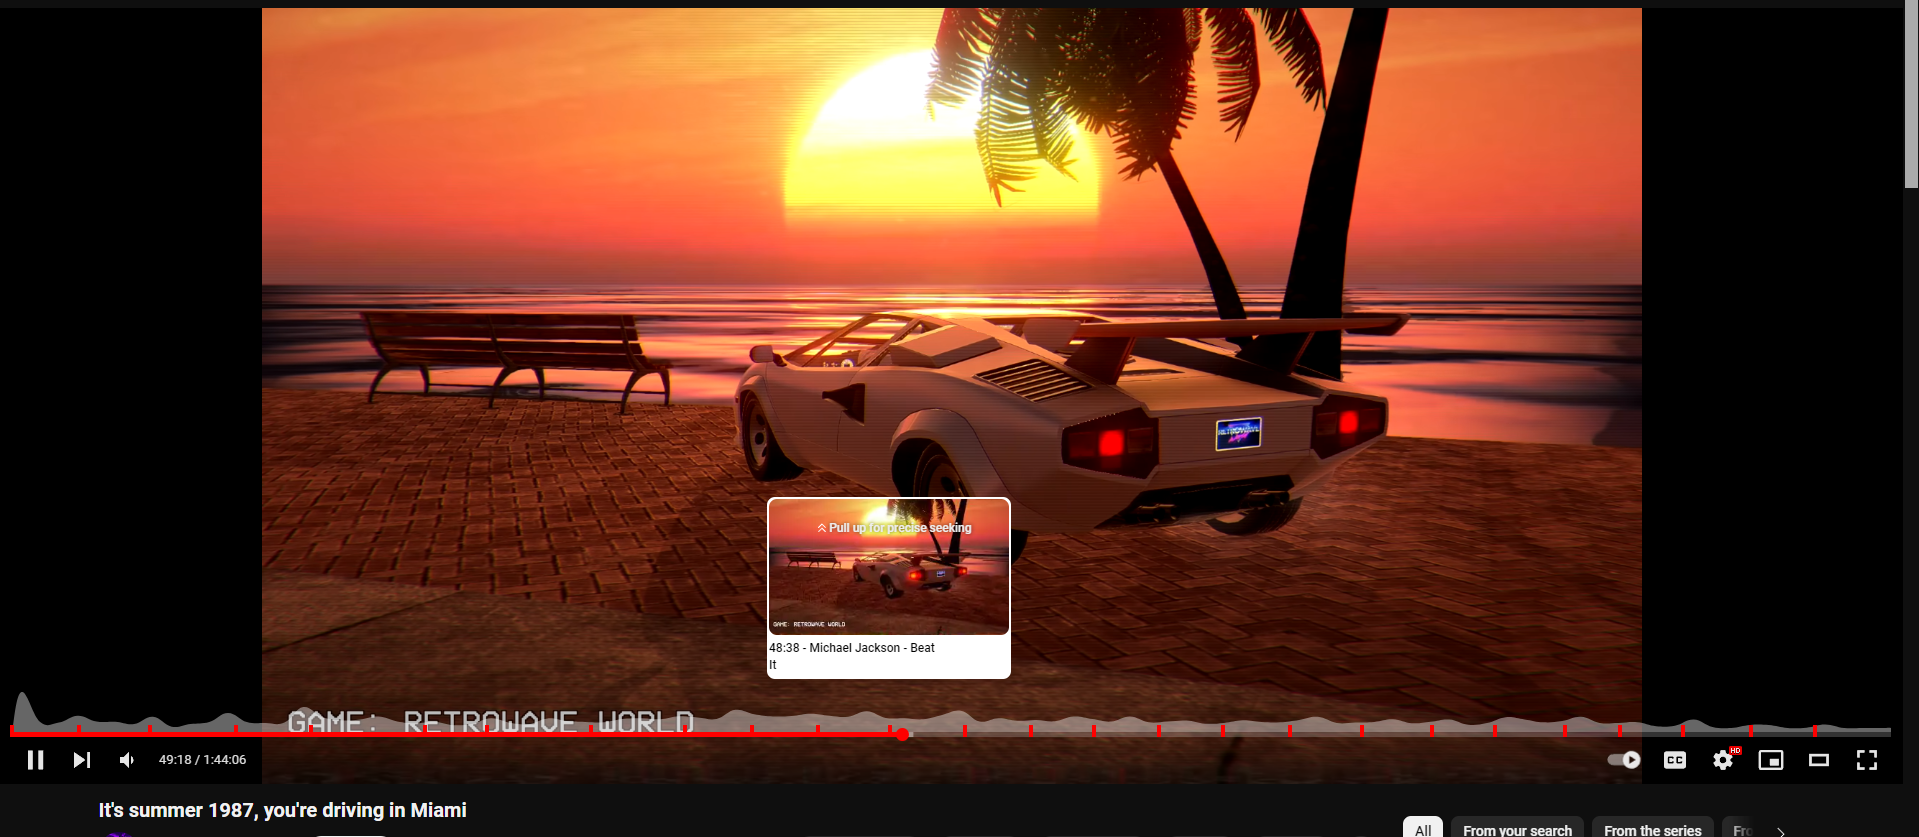 RETROWAVE
Pull up for precise seeking
GAME: RETROWAVE WORLD
48:38 - Michael Jackson - Beat
It
GAME: RETROWAVE WORLD
49:18 / 1:44:06
CC
HD
It's summer 1987, you're driving in Miami
All
From your search
From the series
Fro